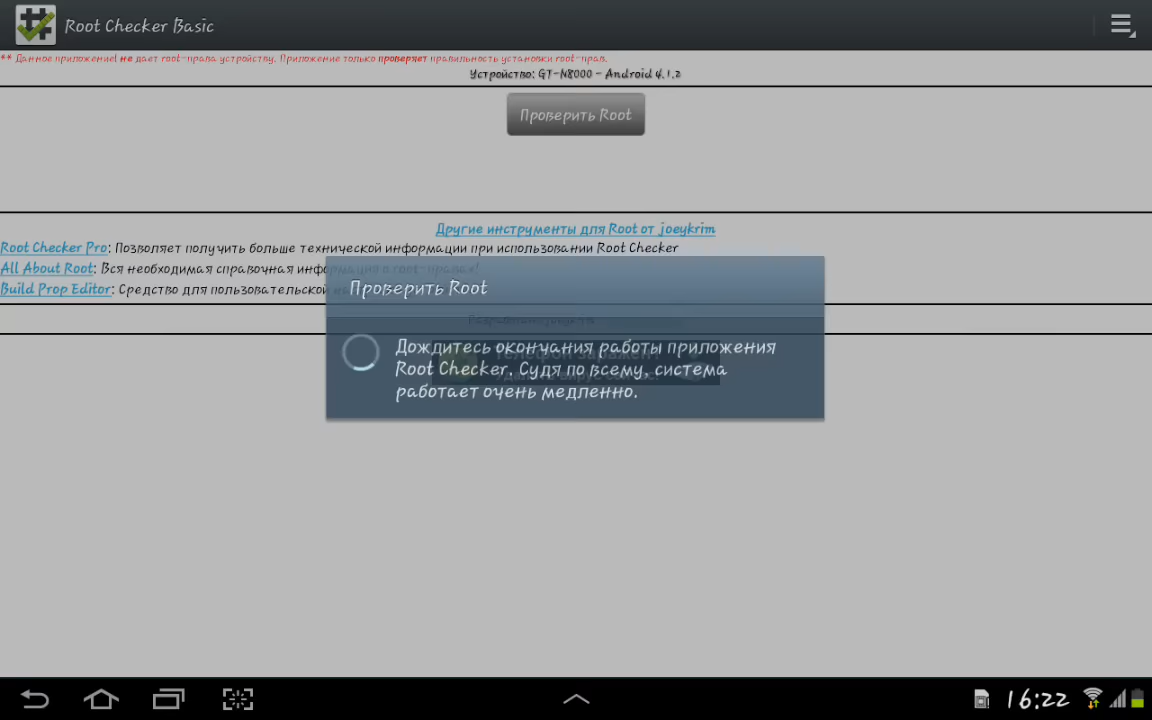 Root Checker Basic
** Данное приложениеl не дает root-права устройству. Приложение только проверяет правильность установки root-прав.
Устройство: GT-N8000 - Android 4.1.2
Проверить Root
Другие инструменты для Root от joeykrim
Root Checker Pro: Позволяет получить больше технической информации при использовании Root Checker
All About Root: Вся необходимая справочная информация о root-правах!
Build Prop Editor: Средство для пользовательской
Проверить Root
Дождитесь окончания работы приложения
Root Checker. Судя по всему, система
работает очень медленно.
Телефон заражен!
16:22